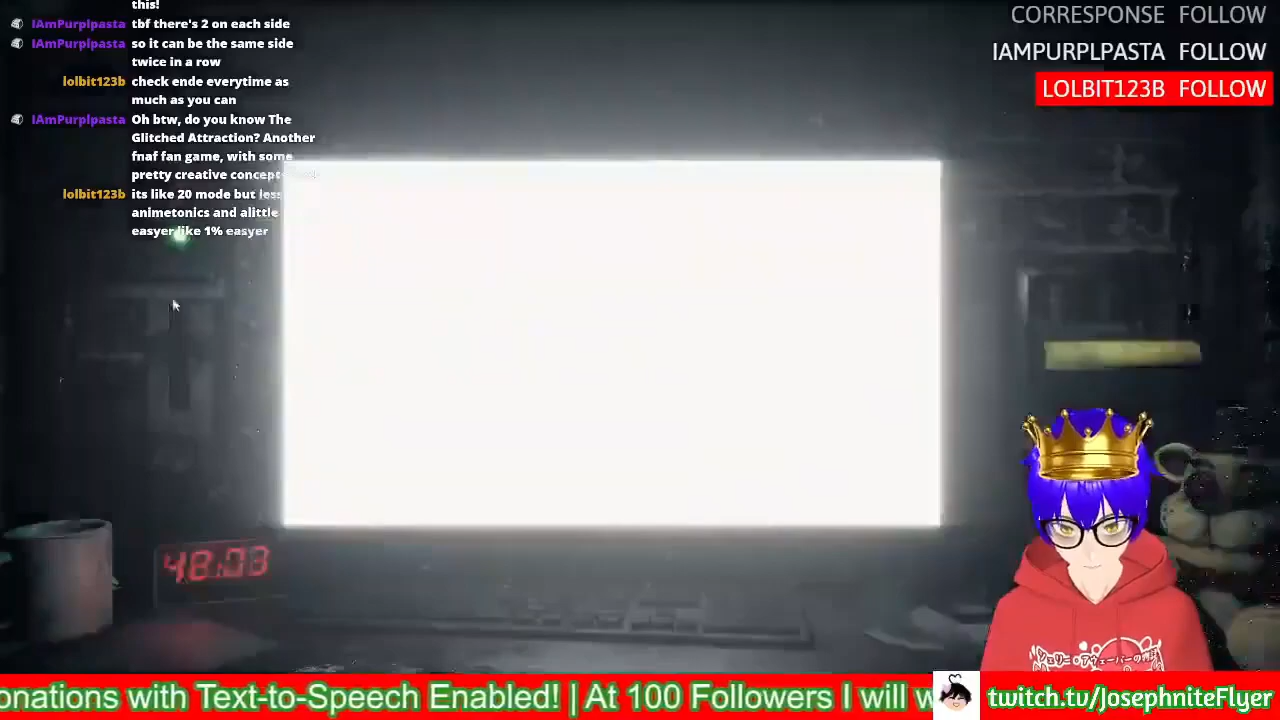 this!
IAmPurplpasta tbf there's 2 on each side
IAmPurplpasta so it can be the same side
twice in a row
lolbit123b check ende everytime as
much as you can
IAmPurplpasta Oh btw, do you know The
Glitched Attraction? Another
fnaf fan game, with some
pretty creative concept
lolbit123b its like 20 mode but less
animetonics and alittle
easyer like 1% easyer
CORRESPONSE FOLLOW
IAMPURPLPASTA FOLLOW
LOLBIT123B FOLLOW
48:03
onations with Text-to-Speech Enabled! | At 100 Followers I will w
twitch.tv/JosephniteFlyer